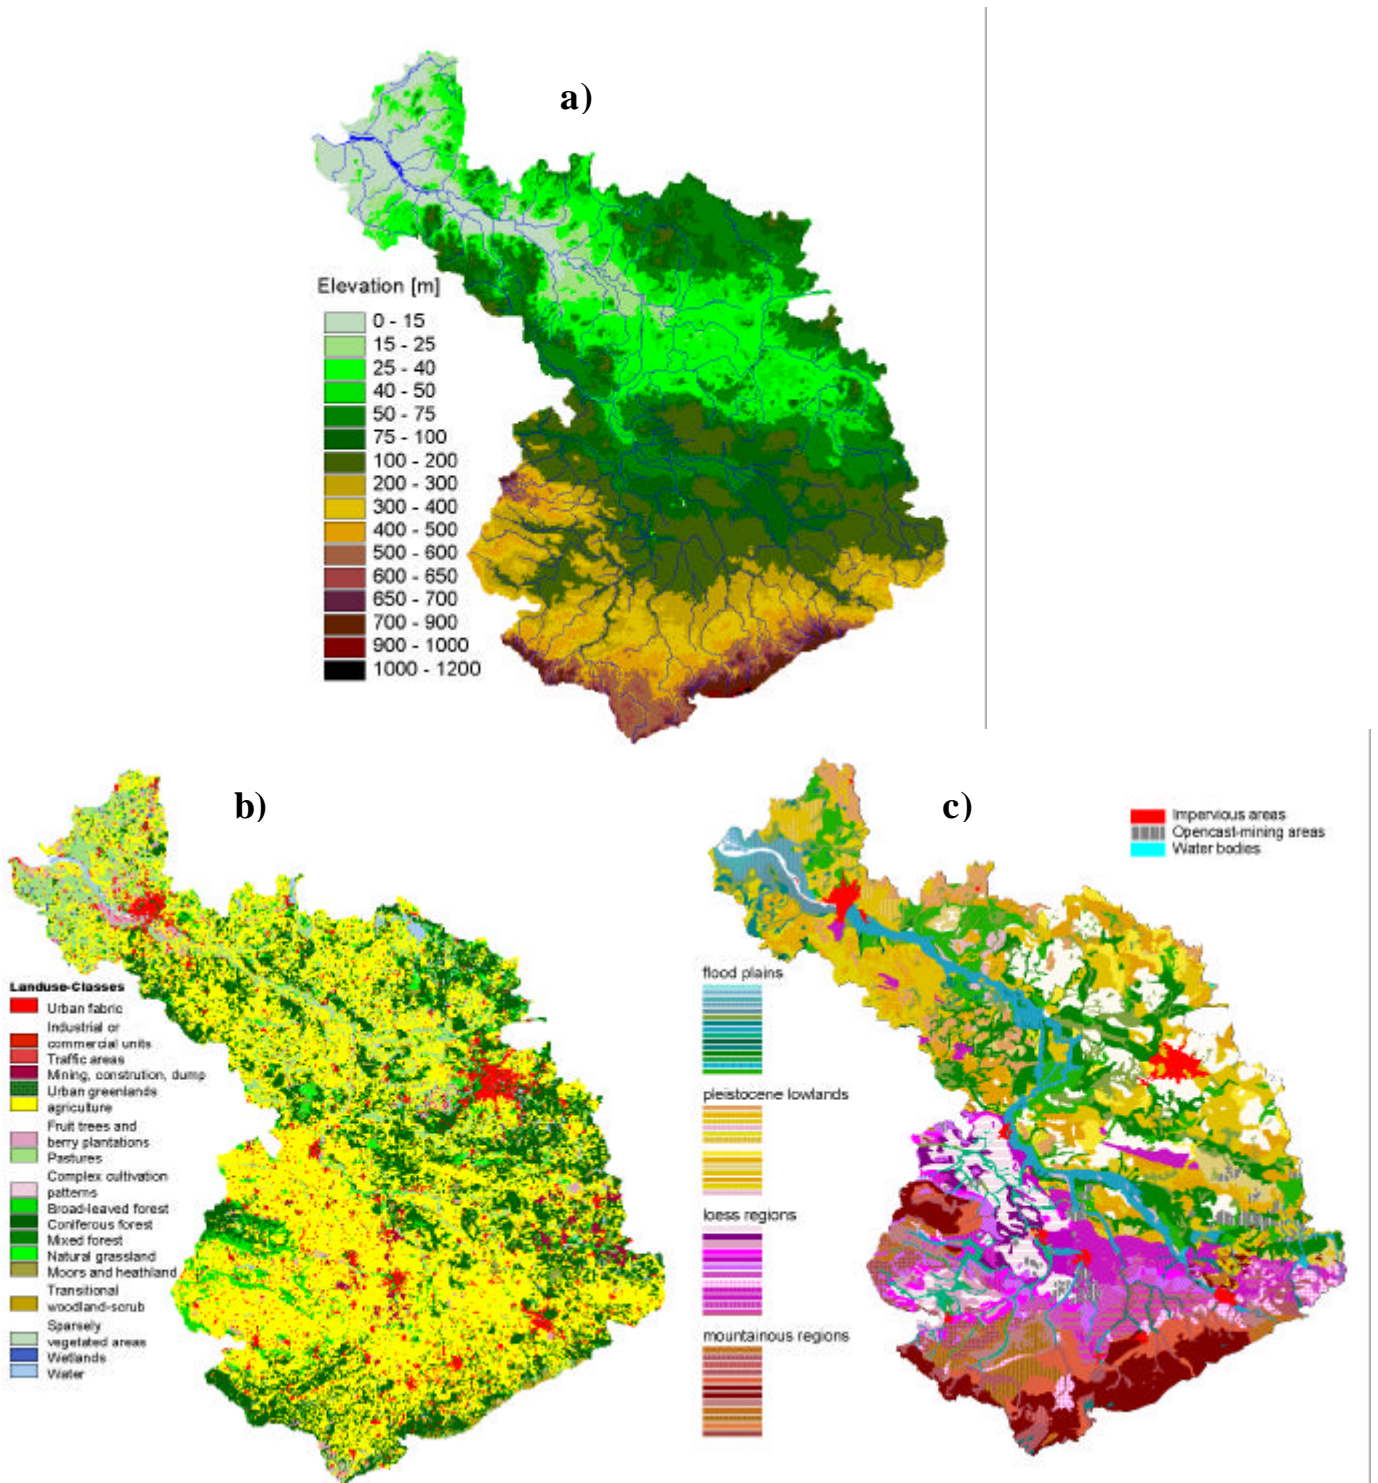 a)
Elevation [m]
0 - 15
15 - 25
25 - 40
40 - 50
50 - 75
75 - 100
100 - 200
200 - 300
300 - 400
400 - 500
500 - 600
600 - 650
650 - 700
700 - 900
900 - 1000
1000 - 1200
b)
Landuse-Classes
Urban fabric
Industrial or
commercial units
Traffic areas
Mining, constrution, dump
Urban greenlands
agriculture
Fruit trees and
berry plantations
Pastures
Complex cultivation
patterns
Broad-leaved forest
Coniferous forest
Mixed forest
Natural grassland
Moors and heathland
Transitional
woodland-scrub
Sparsely
vegetated areas
Wetlands
Water
c)
Impervious areas
Opencast-mining areas
Water bodies
flood plains
pleistocene lowlands
loess regions
mountainous regions